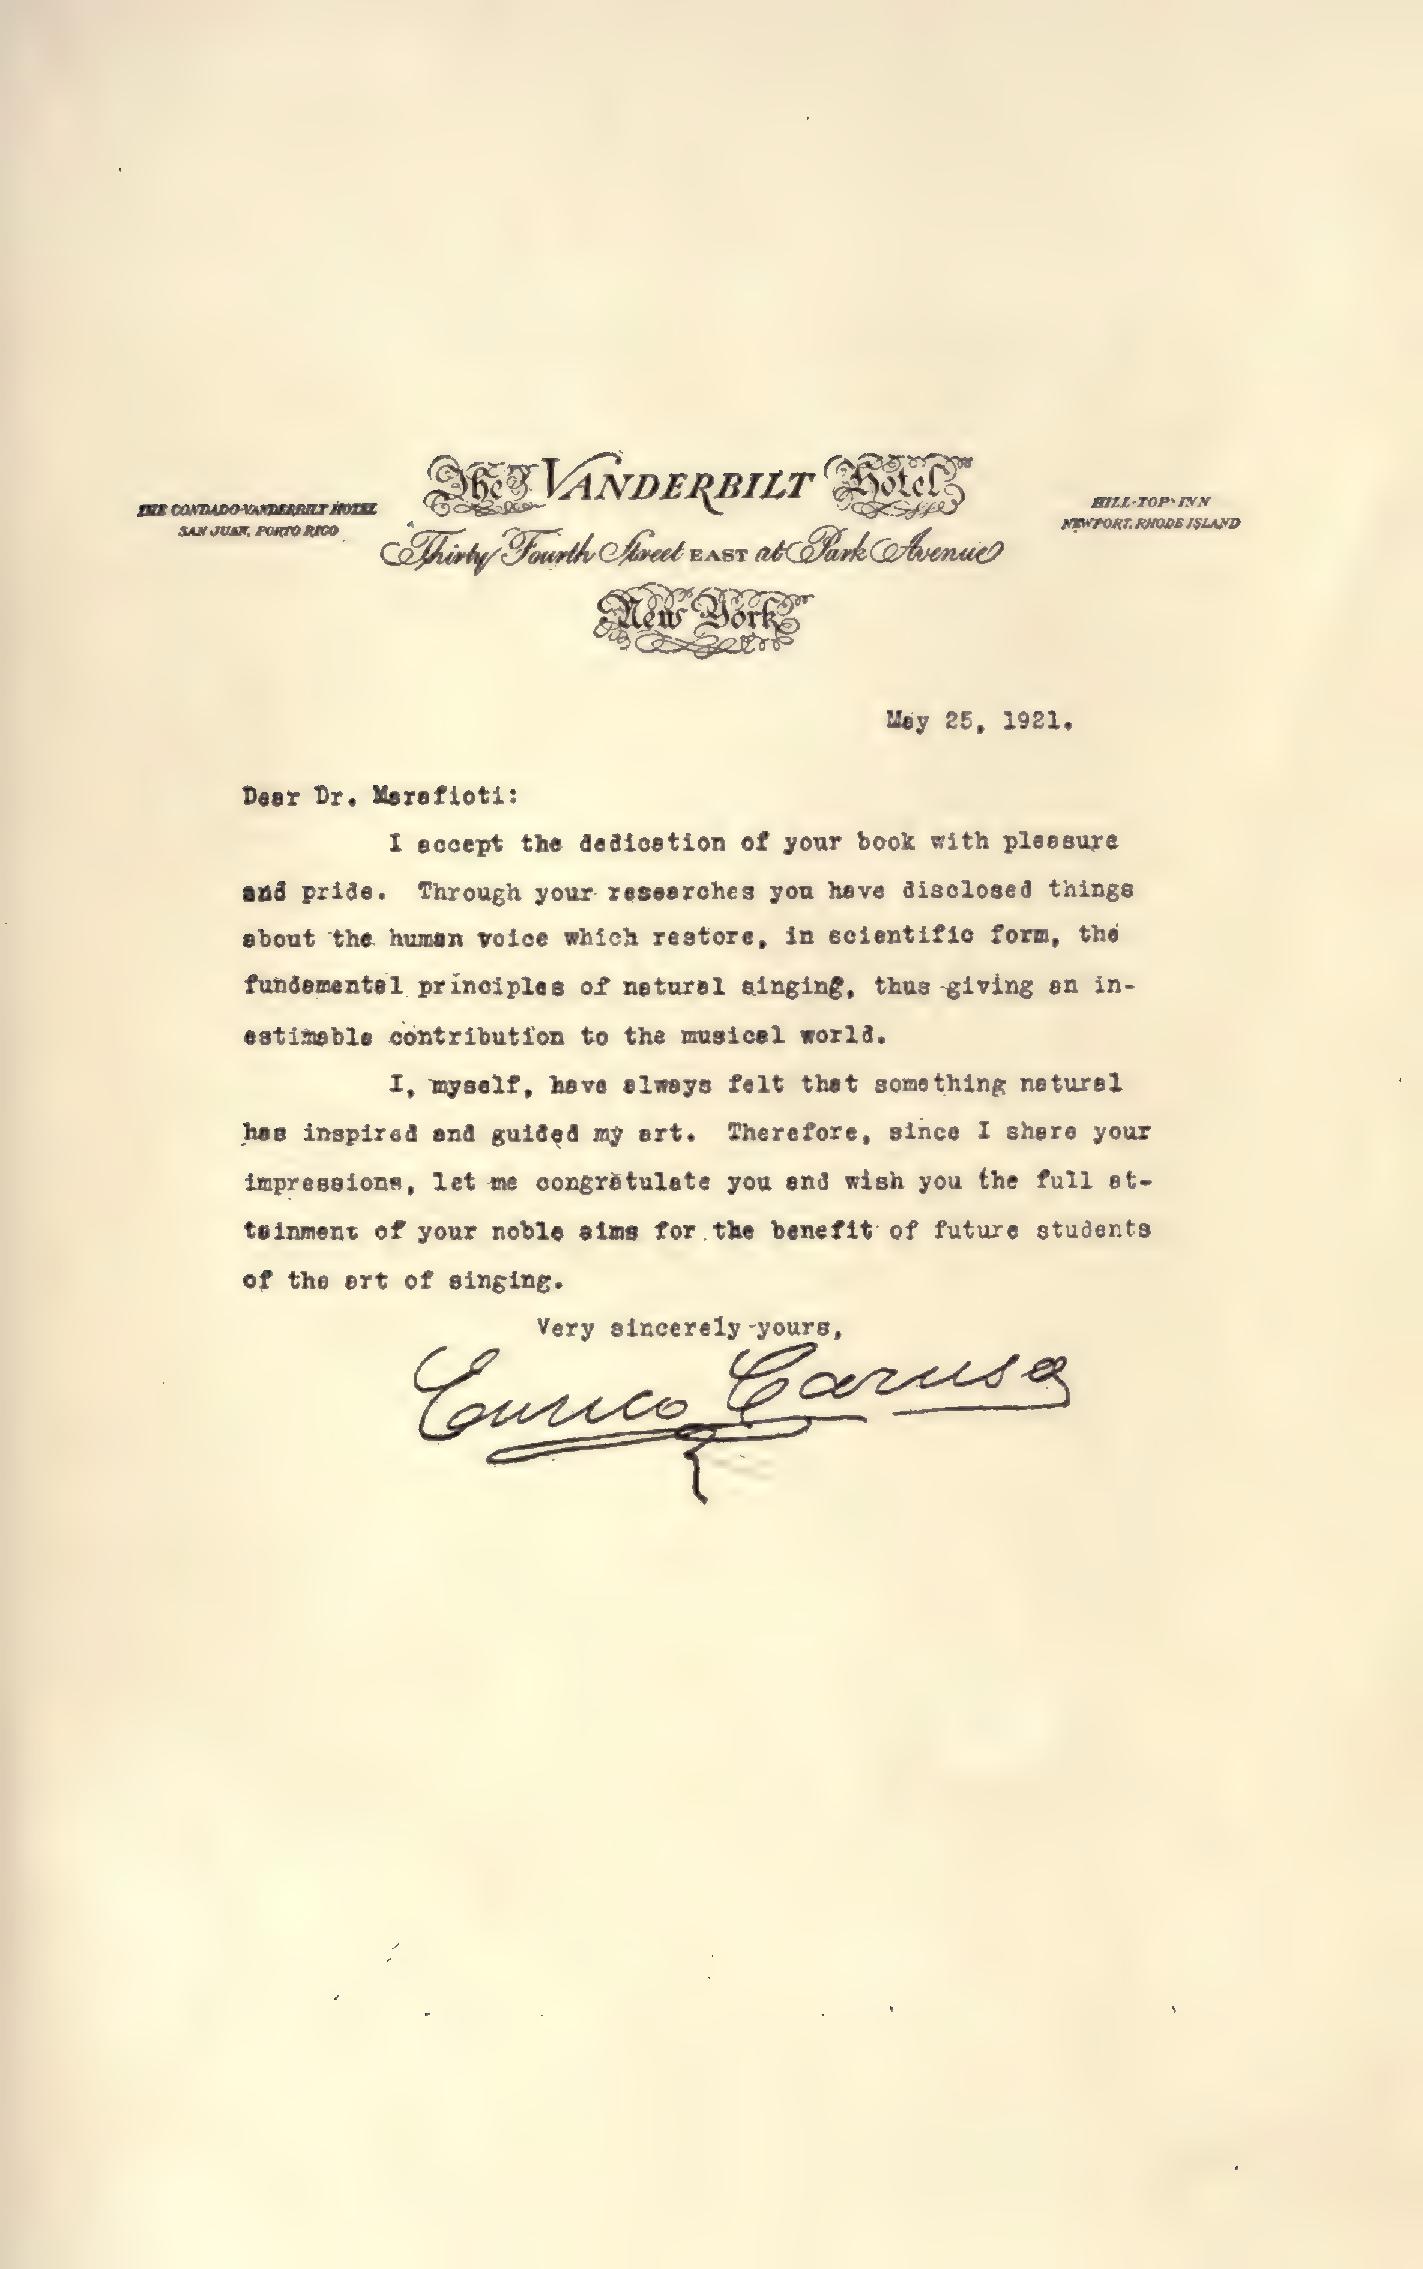 The VANDERBILT Hotel
THE CONDADO-VANDERBILT HOTEL
SAN JUAN, PORTO RICO
HILL-TOP-INN
NEWPORT, RHODE ISLAND
Thirty Fourth Street EAST at Park Avenue
New York
May 25, 1921.
Dear Dr. Marafioti:
I accept the dedication of your book with pleasure
and pride. Through your researches you have disclosed things
about the human voice which restore, in scientific form, the
fundamental principles of natural singing, thus giving an in-
estimable contribution to the musical world.
I, myself, have always felt that something natural
has inspired and guided my art. Therefore, since I share your
impressions, let me congratulate you and wish you the full at-
tainment of your noble aims for the benefit of future students
of the art of singing.
Very sincerely yours,
Enrico Caruso